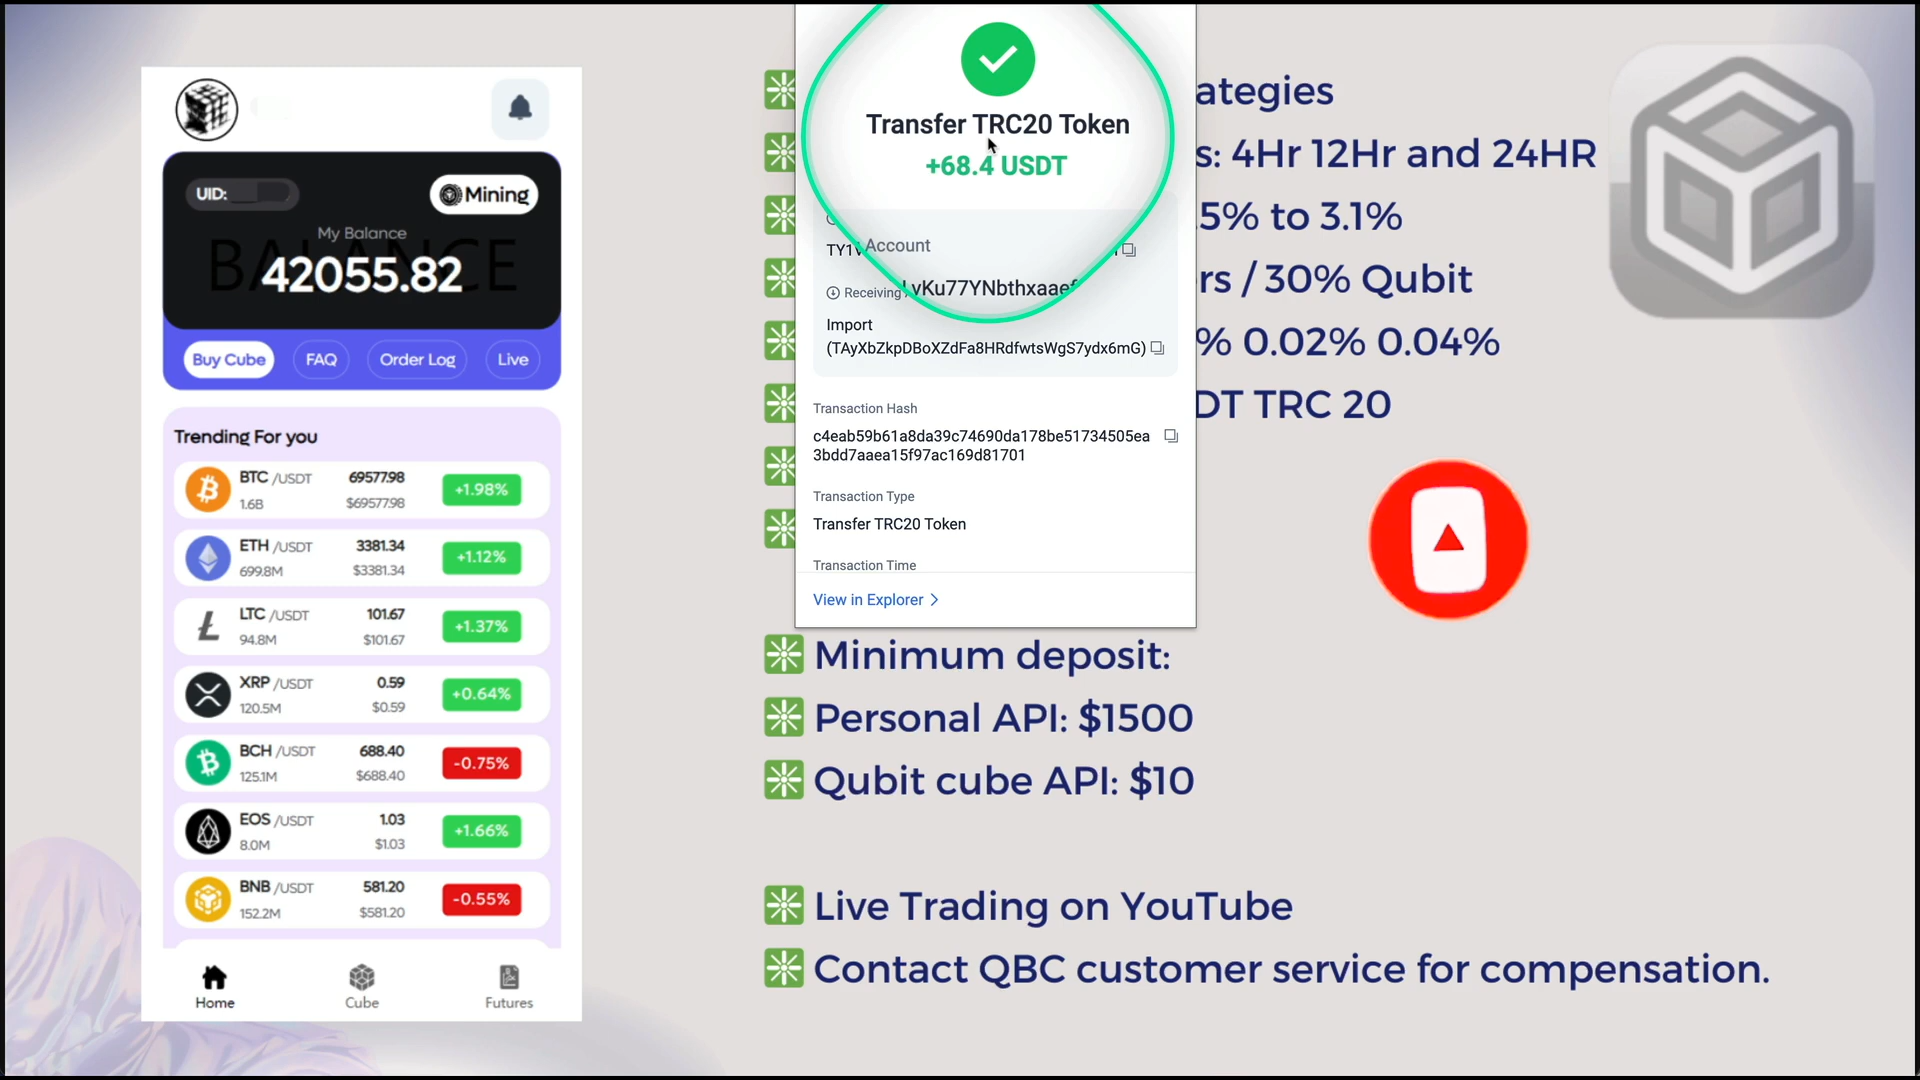 UID:
Mining
My Balance
BALANCE
42055.82
Buy Cube
FAQ
Order Log
Live
Trending For you
BTC /USDT 69577.98 +1.98%
1.6B $69577.98
ETH /USDT 3381.34 +1.12%
699.8M $3381.34
LTC /USDT 101.67 +1.37%
94.8M $101.67
XRP /USDT 0.59 +0.64%
120.5M $0.59
BCH /USDT 688.40 -0.75%
125.1M $688.40
EOS /USDT 1.03 +1.66%
8.0M $1.03
BNB /USDT 581.20 -0.55%
152.2M $581.20
Home
Cube
Futures
Transfer TRC20 Token
+68.4 USDT
TY1
Account
Receiving
vKu77YNbthxaaef
Import
(TAyXbZkpDBoXZdFa8HRdfwtsWgS7ydx6mG)
Transaction Hash
c4eab59b61a8da39c74690da178be51734505ea
3bdd7aaea15f97ac169d81701
Transaction Type
Transfer TRC20 Token
Transaction Time
View in Explorer >
ategies
s: 4Hr 12Hr and 24HR
5% to 3.1%
rs / 30% Qubit
% 0.02% 0.04%
DT TRC 20
Minimum deposit:
Personal API: $1500
Qubit cube API: $10
Live Trading on YouTube
Contact QBC customer service for compensation.